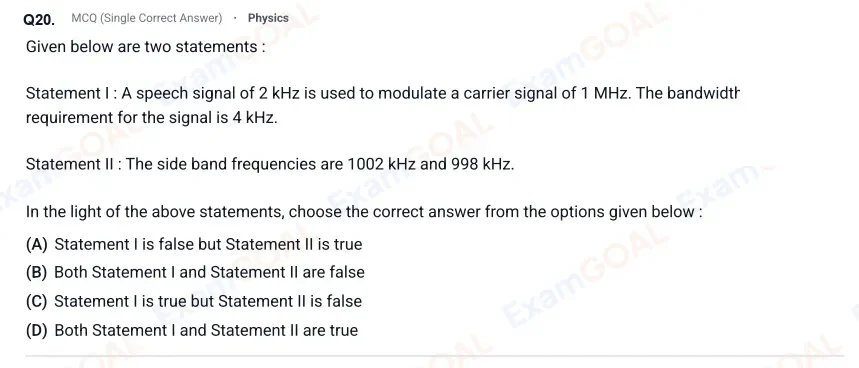 Q20. MCQ (Single Correct Answer) · Physics
Given below are two statements :
Statement I : A speech signal of 2 kHz is used to modulate a carrier signal of 1 MHz. The bandwidth
requirement for the signal is 4 kHz.
Statement II : The side band frequencies are 1002 kHz and 998 kHz.
In the light of the above statements, choose the correct answer from the options given below :
(A) Statement I is false but Statement II is true
(B) Both Statement I and Statement II are false
(C) Statement I is true but Statement II is false
(D) Both Statement I and Statement II are true
ExamGOAL